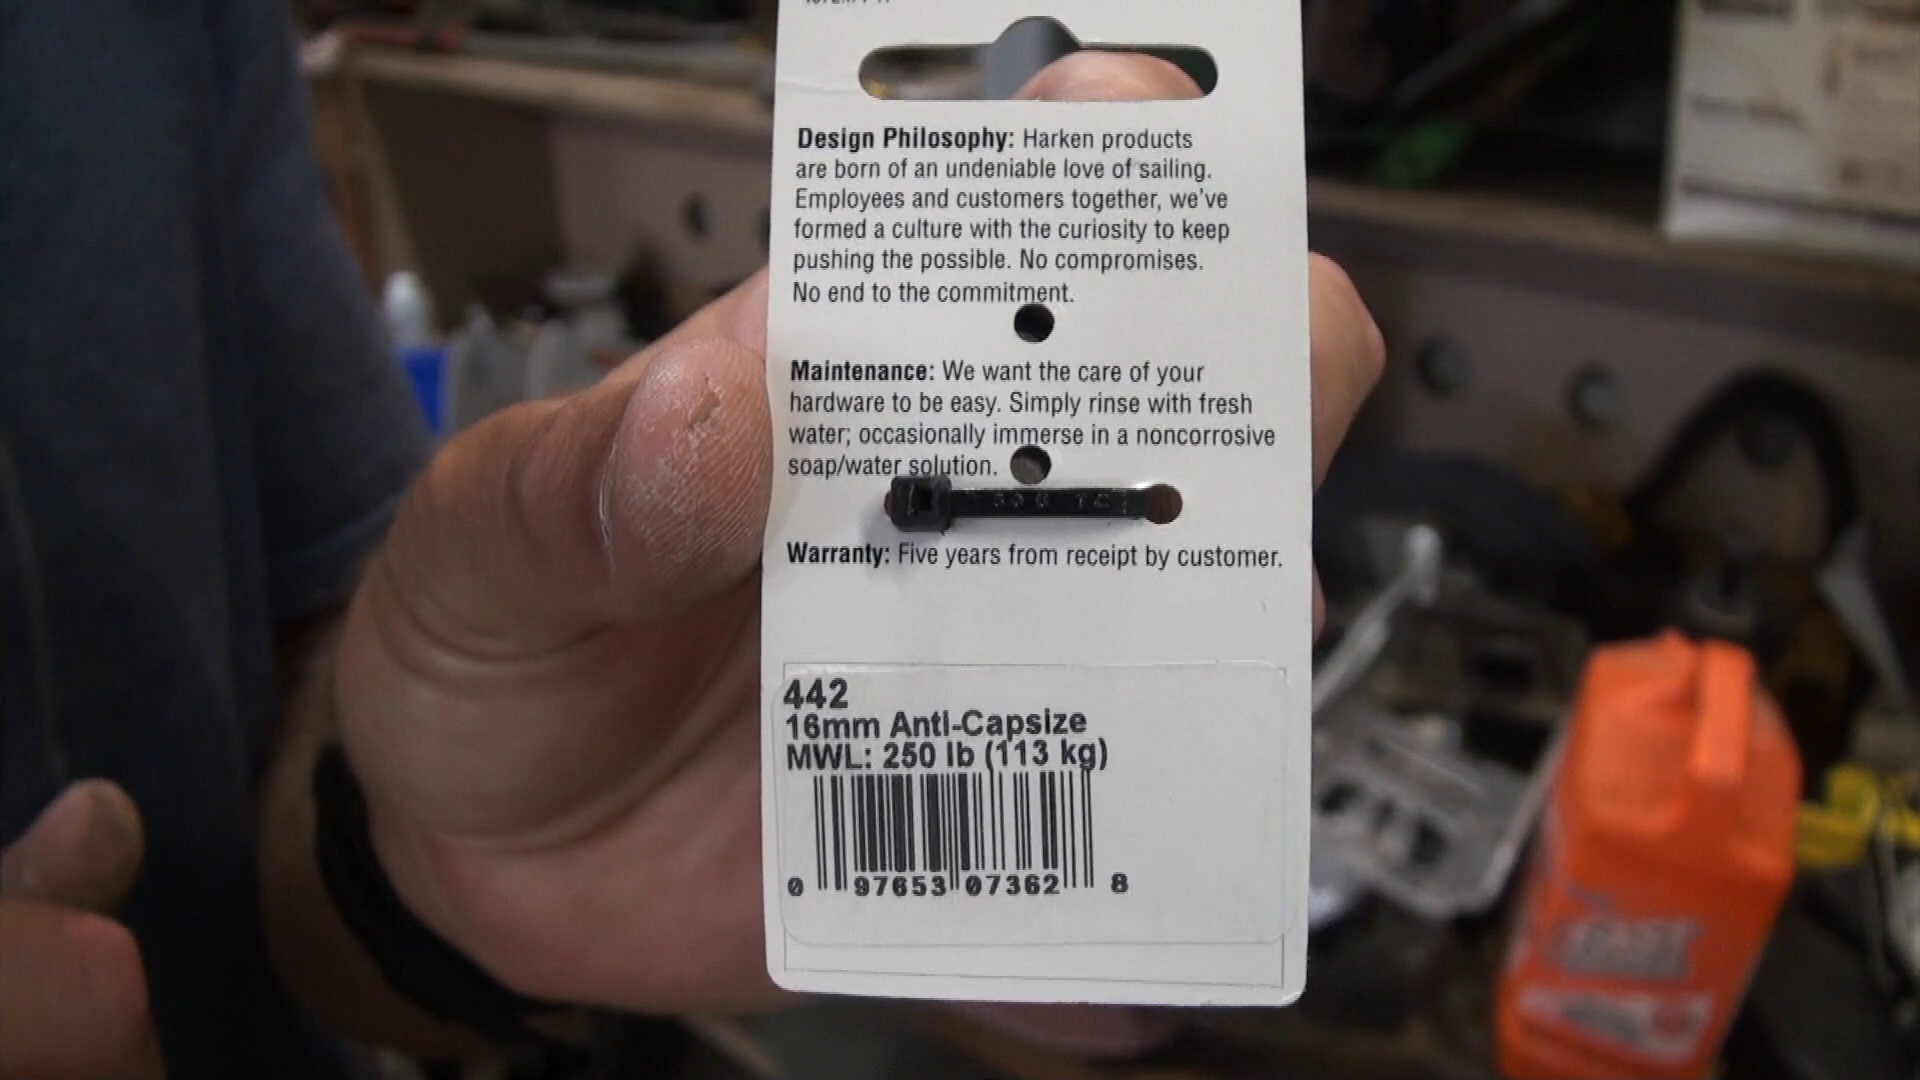 Design Philosophy: Harken products
are born of an undeniable love of sailing.
Employees and customers together, we've
formed a culture with the curiosity to keep
pushing the possible. No compromises.
No end to the commitment.
Maintenance: We want the care of your
hardware to be easy. Simply rinse with fresh
water; occasionally immerse in a noncorrosive
soap/water solution.
Warranty: Five years from receipt by customer.
442
16mm Anti-Capsize
MWL: 250 lb (113 kg)
0 97653 07362 8